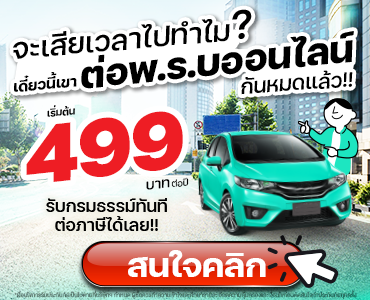 จะเสียเวลาไปทำไม?
เดี๋ยวนี้เขา ต่อพ.ร.บออนไลน์
กันหมดแล้ว!!
เริ่มต้น
499
บาท ต่อปี
รับกรมธรรม์ทันที
ต่อภาษีได้เลย!!
สนใจคลิก